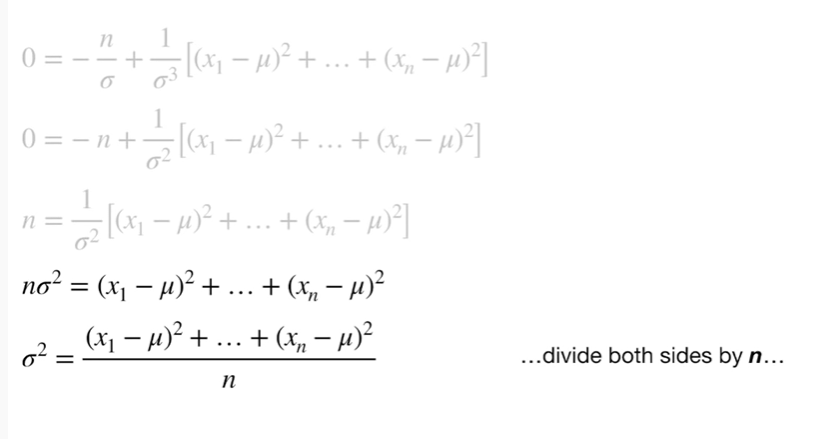 0 = − n/σ + 1/σ³ [(x₁ − μ)² + … + (xₙ − μ)²]
0 = − n + 1/σ² [(x₁ − μ)² + … + (xₙ − μ)²]
n = 1/σ² [(x₁ − μ)² + … + (xₙ − μ)²]
nσ² = (x₁ − μ)² + … + (xₙ − μ)²
σ² = (x₁ − μ)² + … + (xₙ − μ)² / n …divide both sides by n…